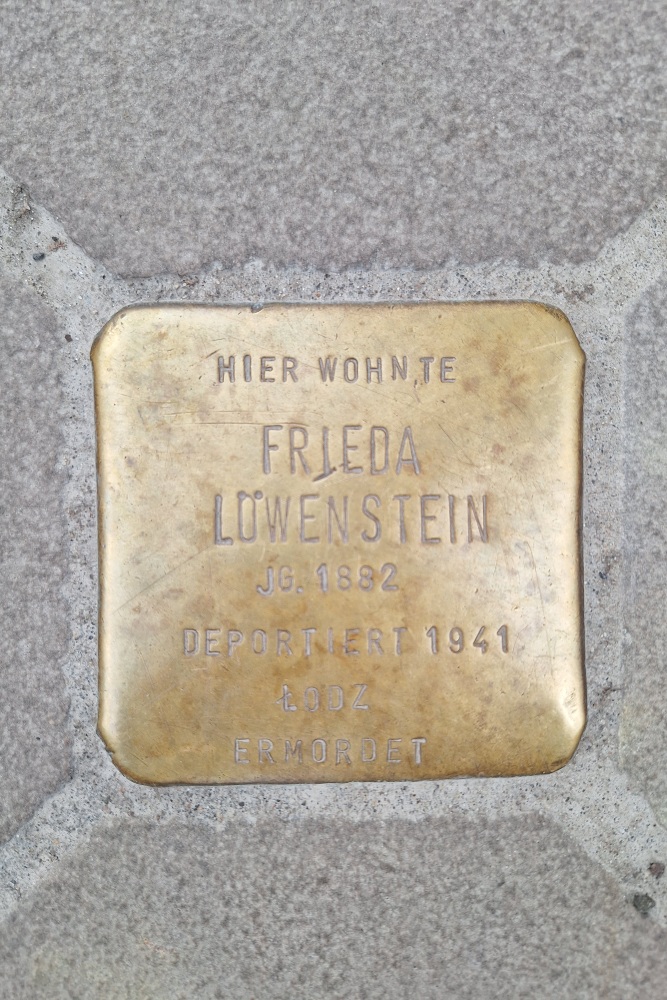 HIER WOHNTE
FRIEDA
LÖWENSTEIN
JG. 1882
DEPORTIERT 1941
ŁODZ
ERMORDET